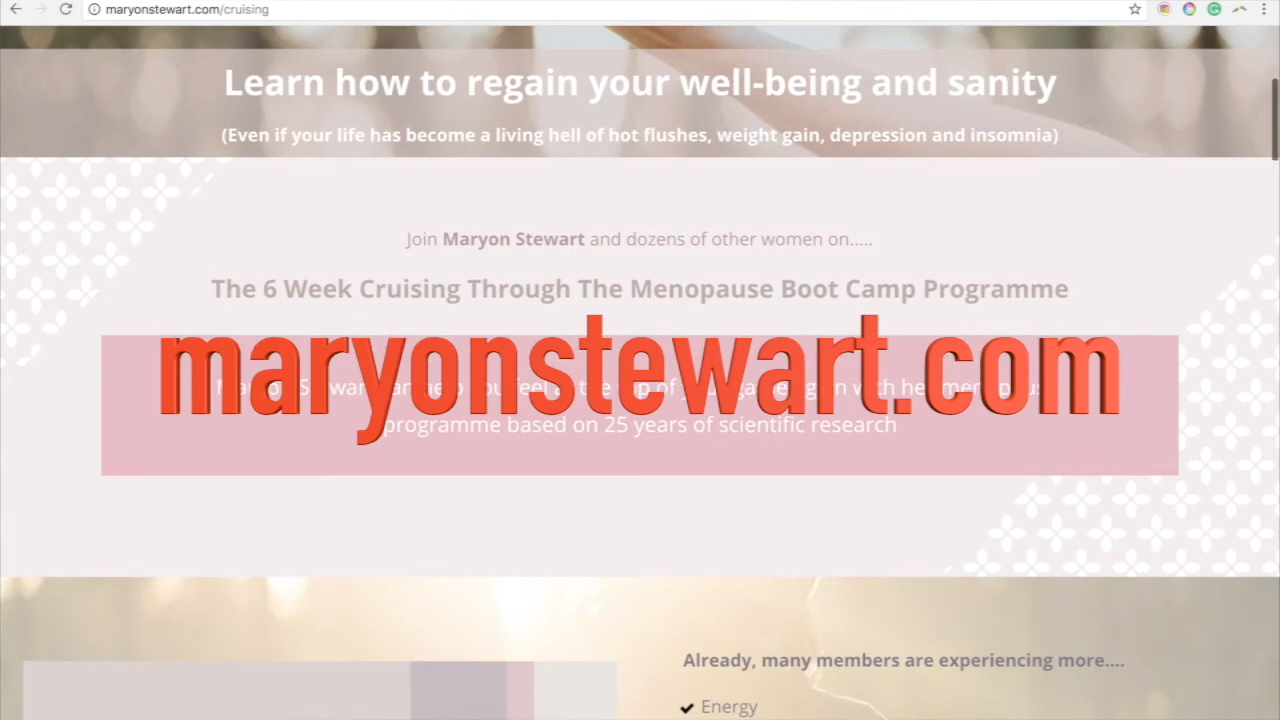 maryonstewart.com/cruising
Learn how to regain your well-being and sanity
(Even if your life has become a living hell of hot flushes, weight gain, depression and insomnia)
Join Maryon Stewart and dozens of other women on.....
The 6 Week Cruising Through The Menopause Boot Camp Programme
maryonstewart.com
programme based on 25 years of scientific research
Already, many members are experiencing more....
Energy